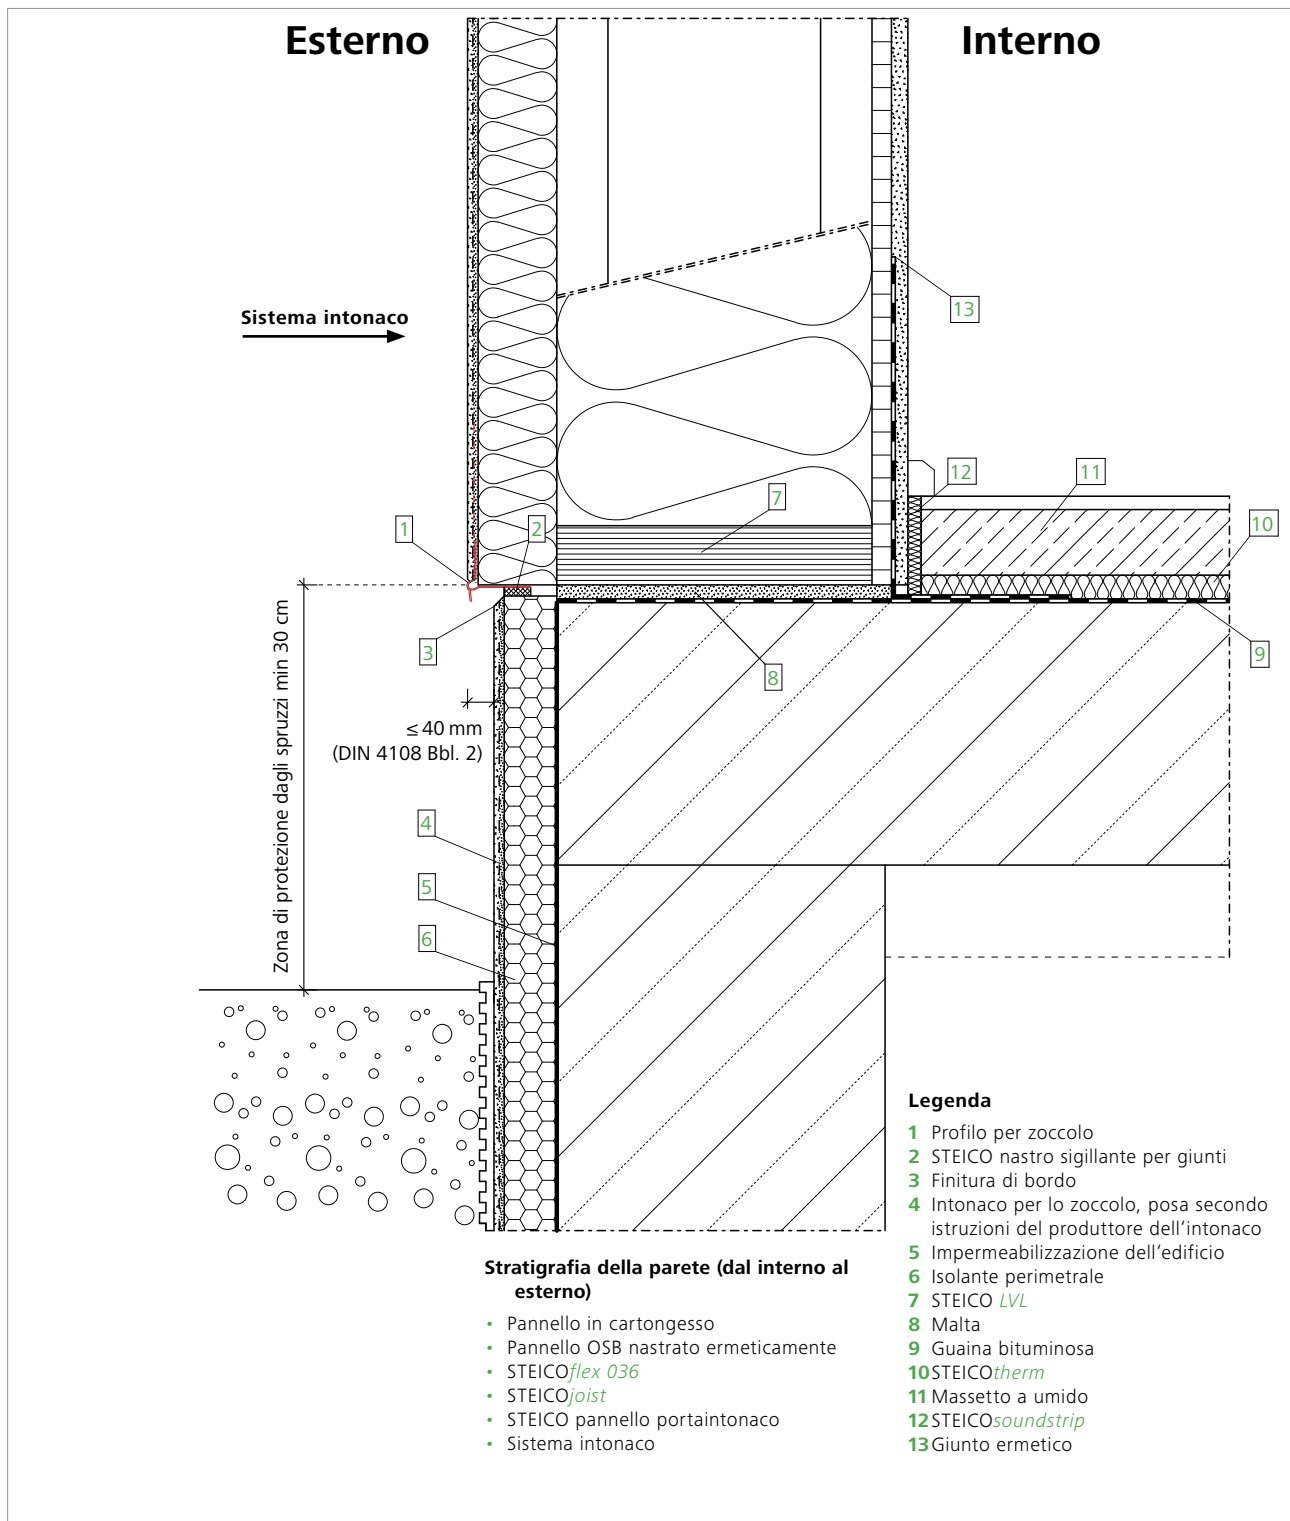 Esterno
Interno
Sistema intonaco
13
12
11
7
10
1
2
3
8
9
≤ 40 mm
(DIN 4108 Bbl. 2)
Zona di protezione dagli spruzzi min 30 cm
4
5
6
Stratigrafia della parete (dal interno al
esterno)
• Pannello in cartongesso
• Pannello OSB nastrato ermeticamente
• STEICOflex 036
• STEICOjoist
• STEICO pannello portaintonaco
• Sistema intonaco
Legenda
1 Profilo per zoccolo
2 STEICO nastro sigillante per giunti
3 Finitura di bordo
4 Intonaco per lo zoccolo, posa secondo
istruzioni del produttore dell‘intonaco
5 Impermeabilizzazione dell‘edificio
6 Isolante perimetrale
7 STEICO LVL
8 Malta
9 Guaina bituminosa
10 STEICOtherm
11 Massetto a umido
12 STEICOsoundstrip
13 Giunto ermetico